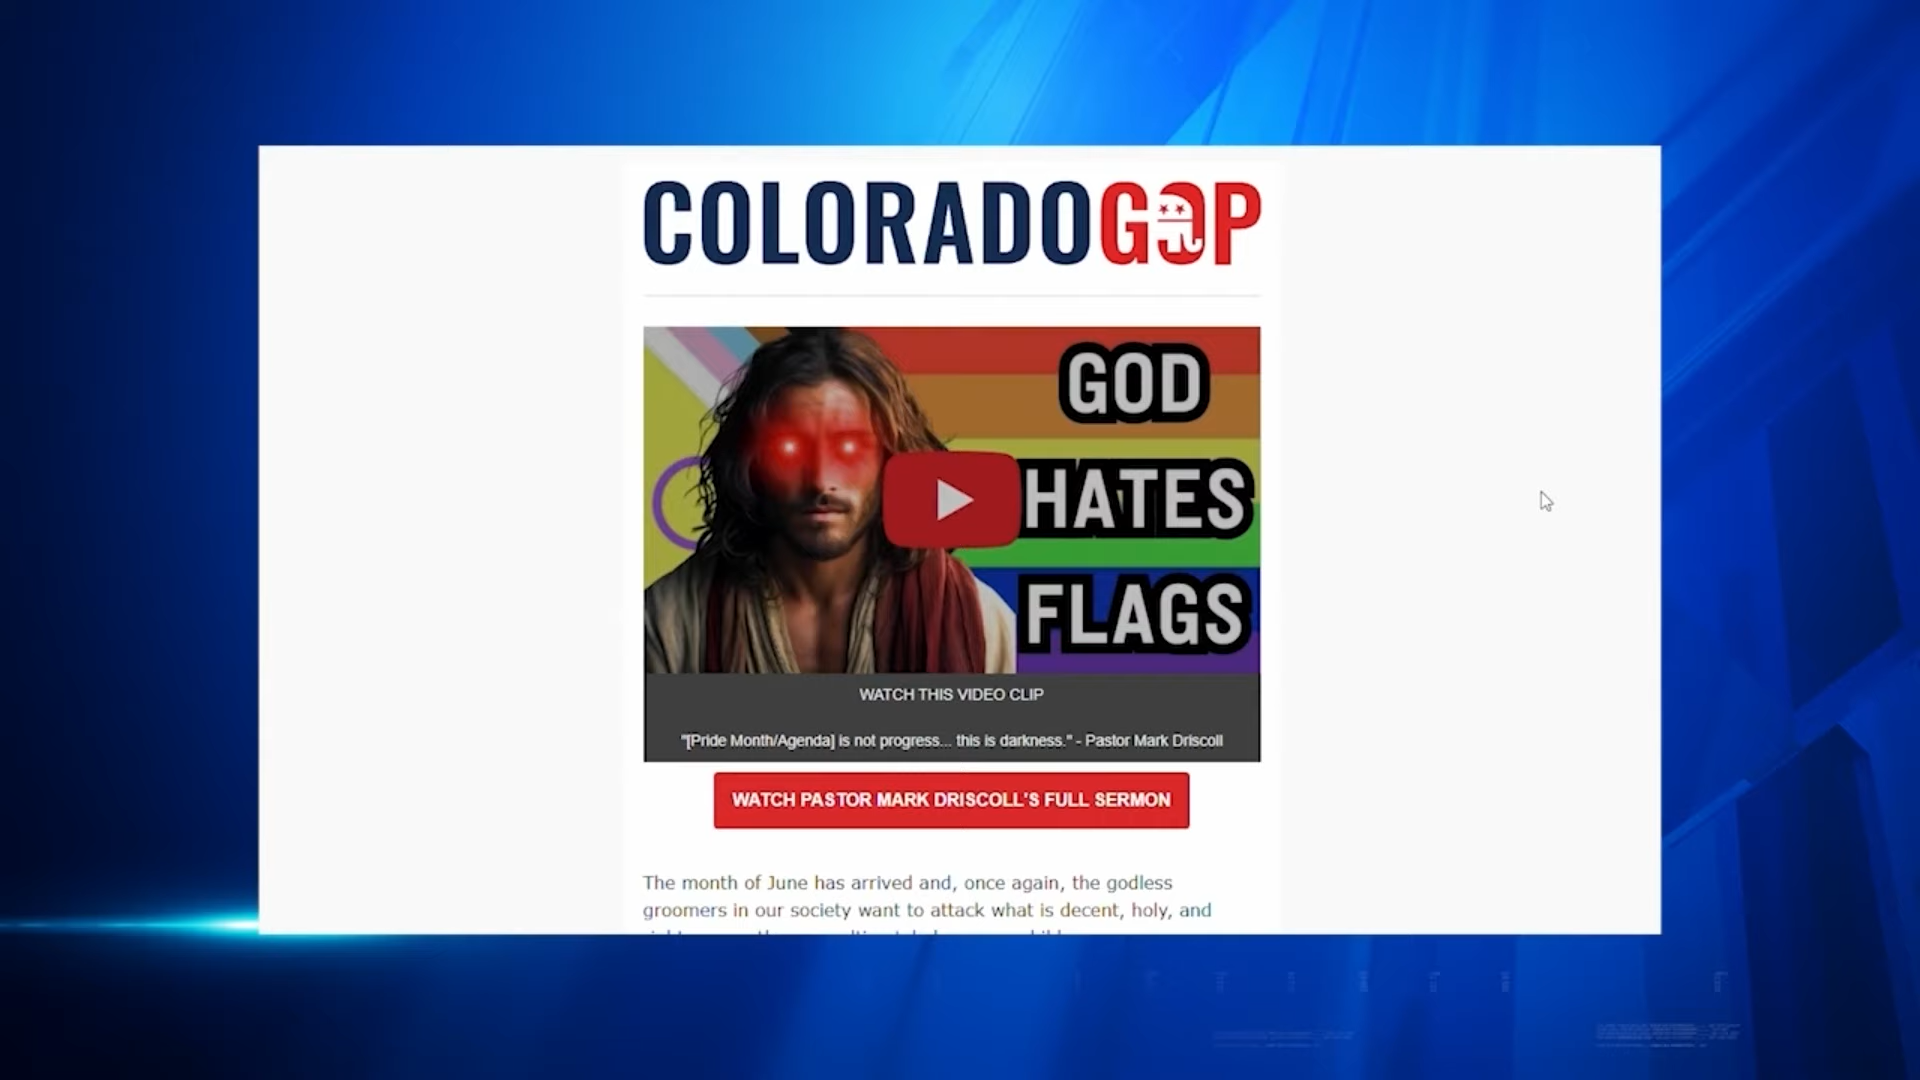 COLORADOGOP
GOD
HATES
FLAGS
WATCH THIS VIDEO CLIP
"[Pride Month/Agenda] is not progress... this is darkness." - Pastor Mark Driscoll
WATCH PASTOR MARK DRISCOLL'S FULL SERMON
The month of June has arrived and, once again, the godless
groomers in our society want to attack what is decent, holy, and